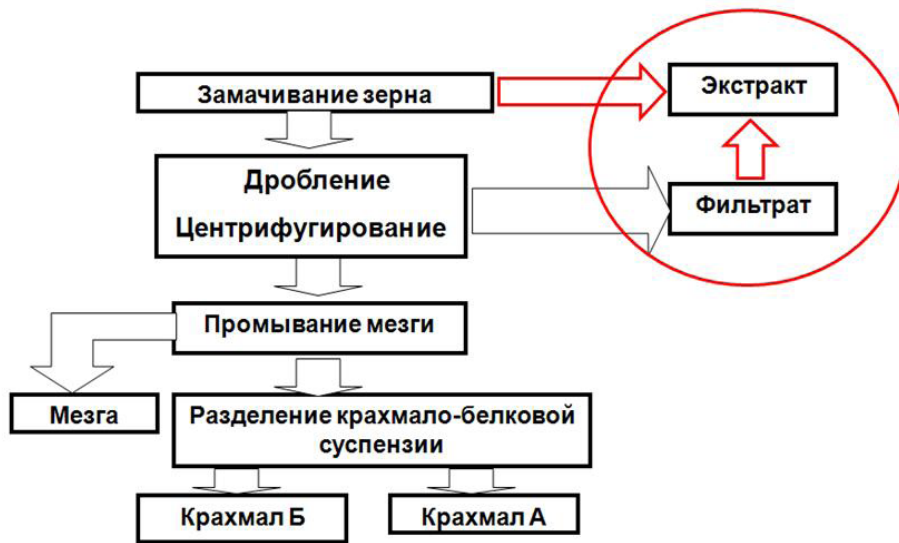 Замачивание зерна
Экстракт
Дробление
Центрифугирование
Фильтрат
Промывание мезги
Мезга
Разделение крахмало-белковой
суспензии
Крахмал Б
Крахмал А